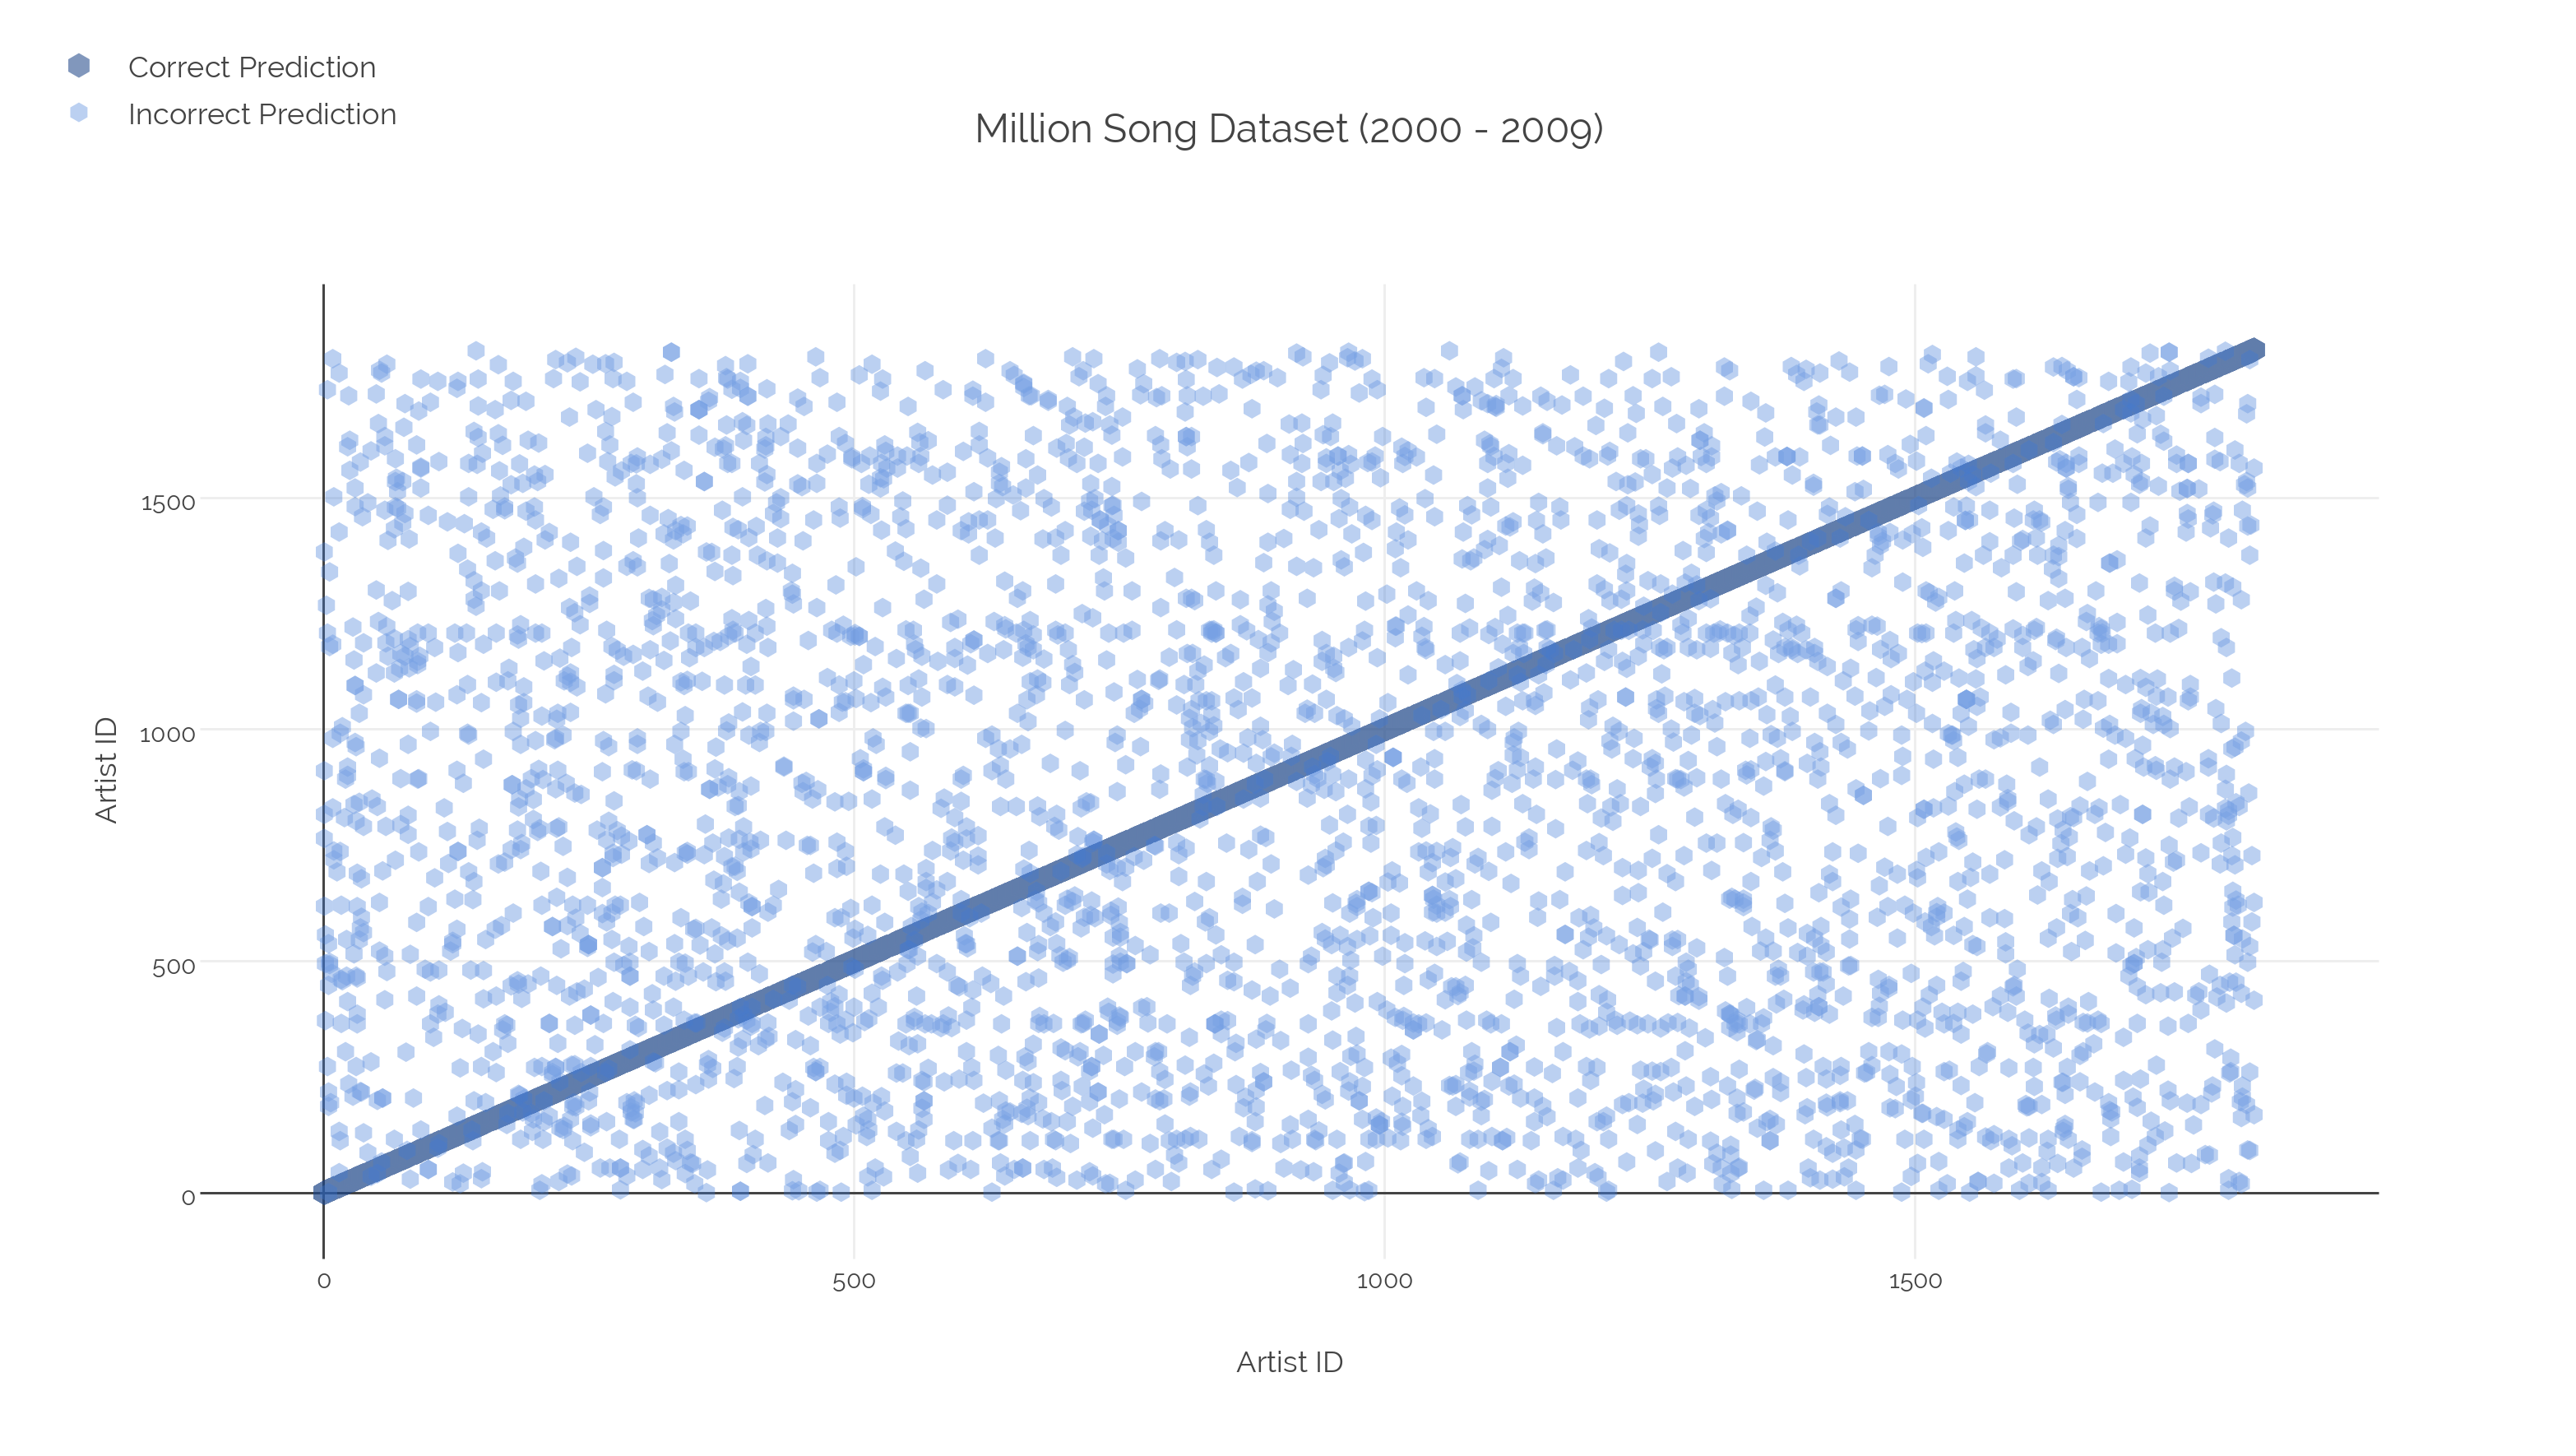 Correct Prediction
Incorrect Prediction
Million Song Dataset (2000 - 2009)
1500
1000
500
0
Artist ID
0 500 1000 1500
Artist ID